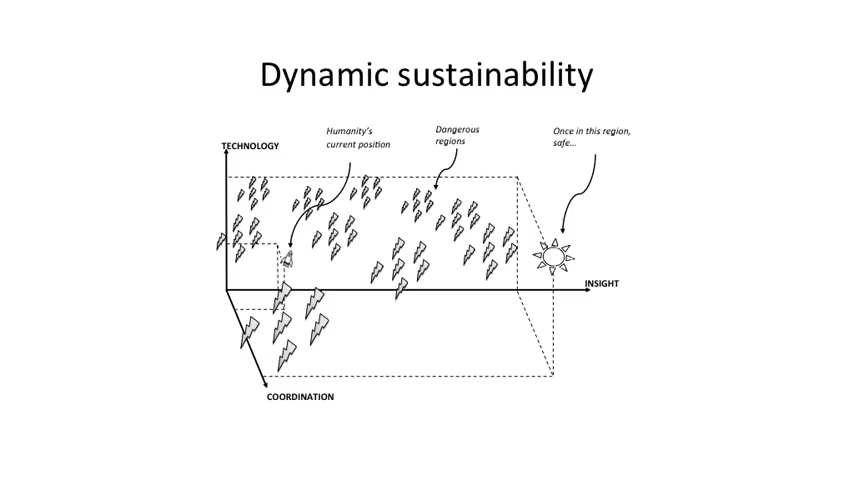 Dynamic sustainability
Humanity's
current position
Dangerous
regions
Once in this region,
safe...
TECHNOLOGY
INSIGHT
COORDINATION